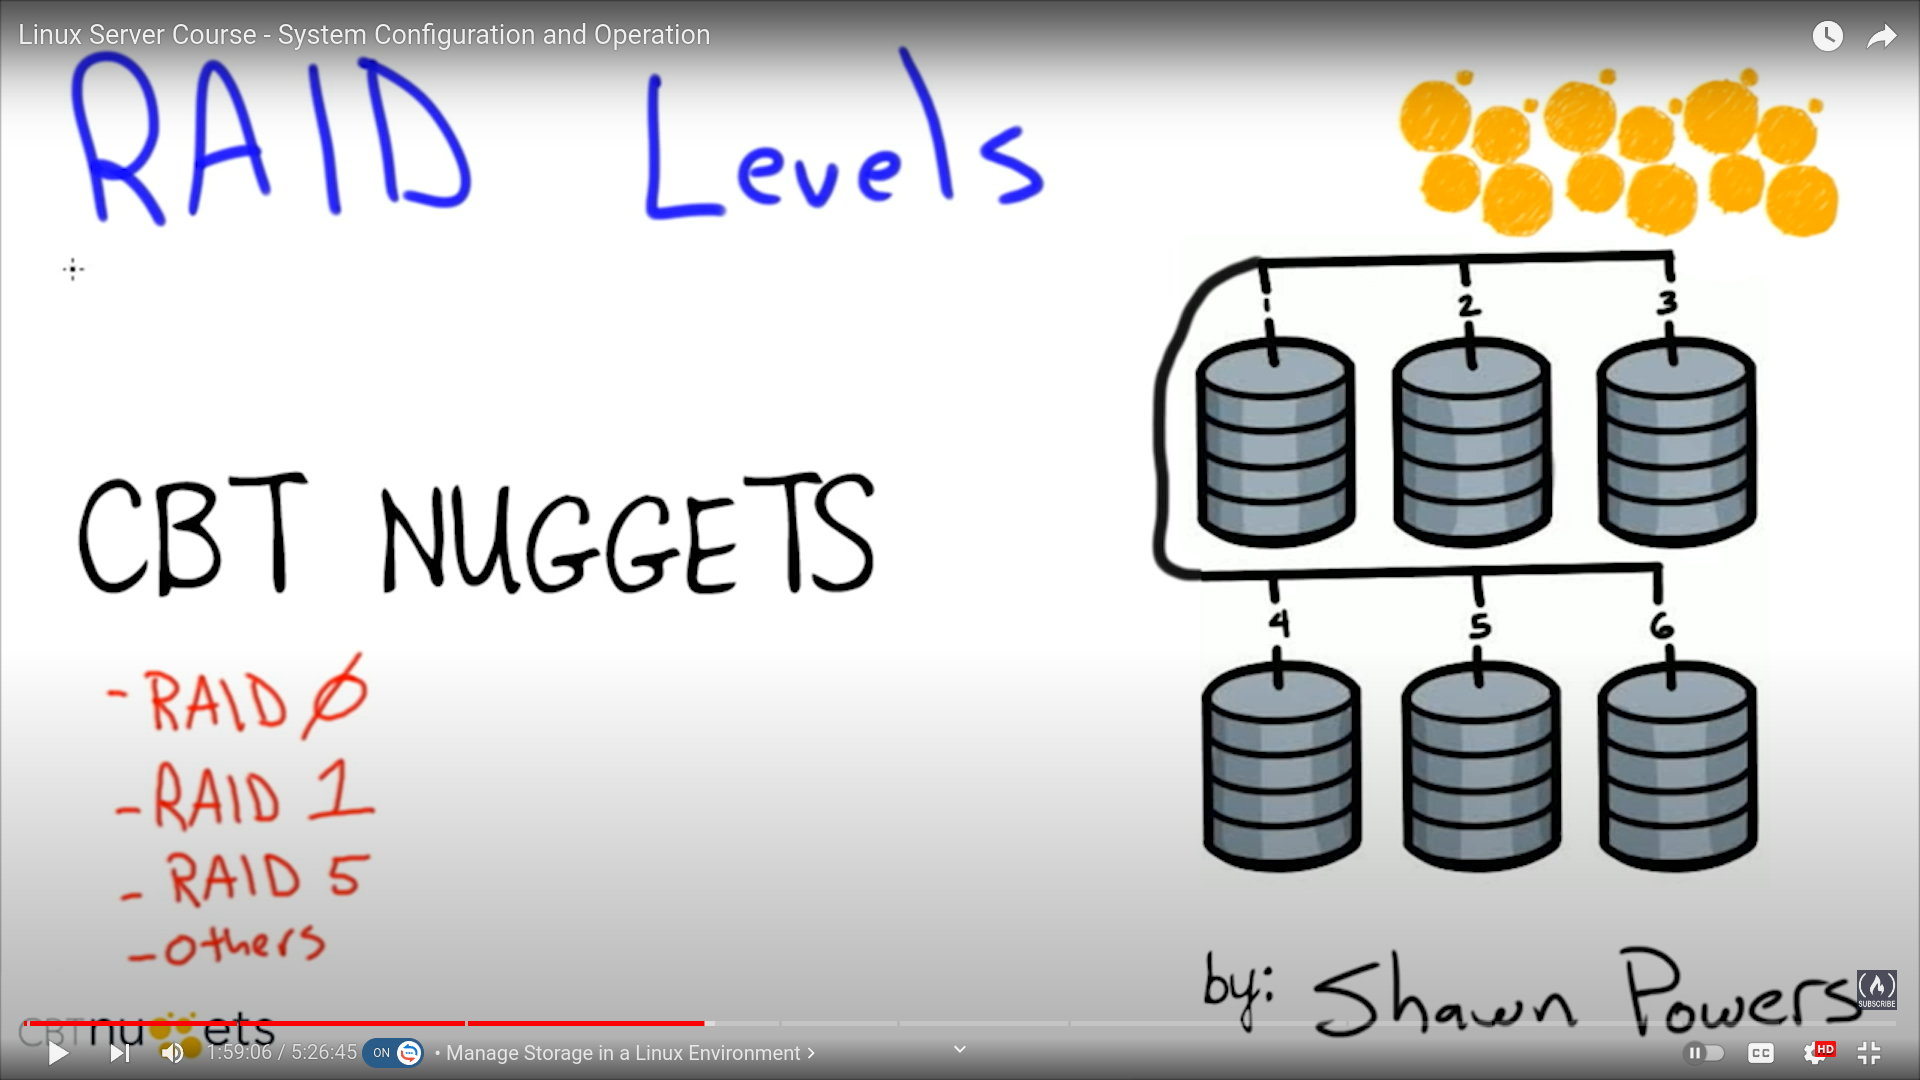 Linux Server Course - System Configuration and Operation
RAID Levels
2 3
CBT NUGGETS
4 5 6
- RAID 0
- RAID 1
- RAID 5
- others
by: Shawn Powers
SUBSCRIBE
1:59:06 / 5:26:45 ON • Manage Storage in a Linux Environment >
CC HD